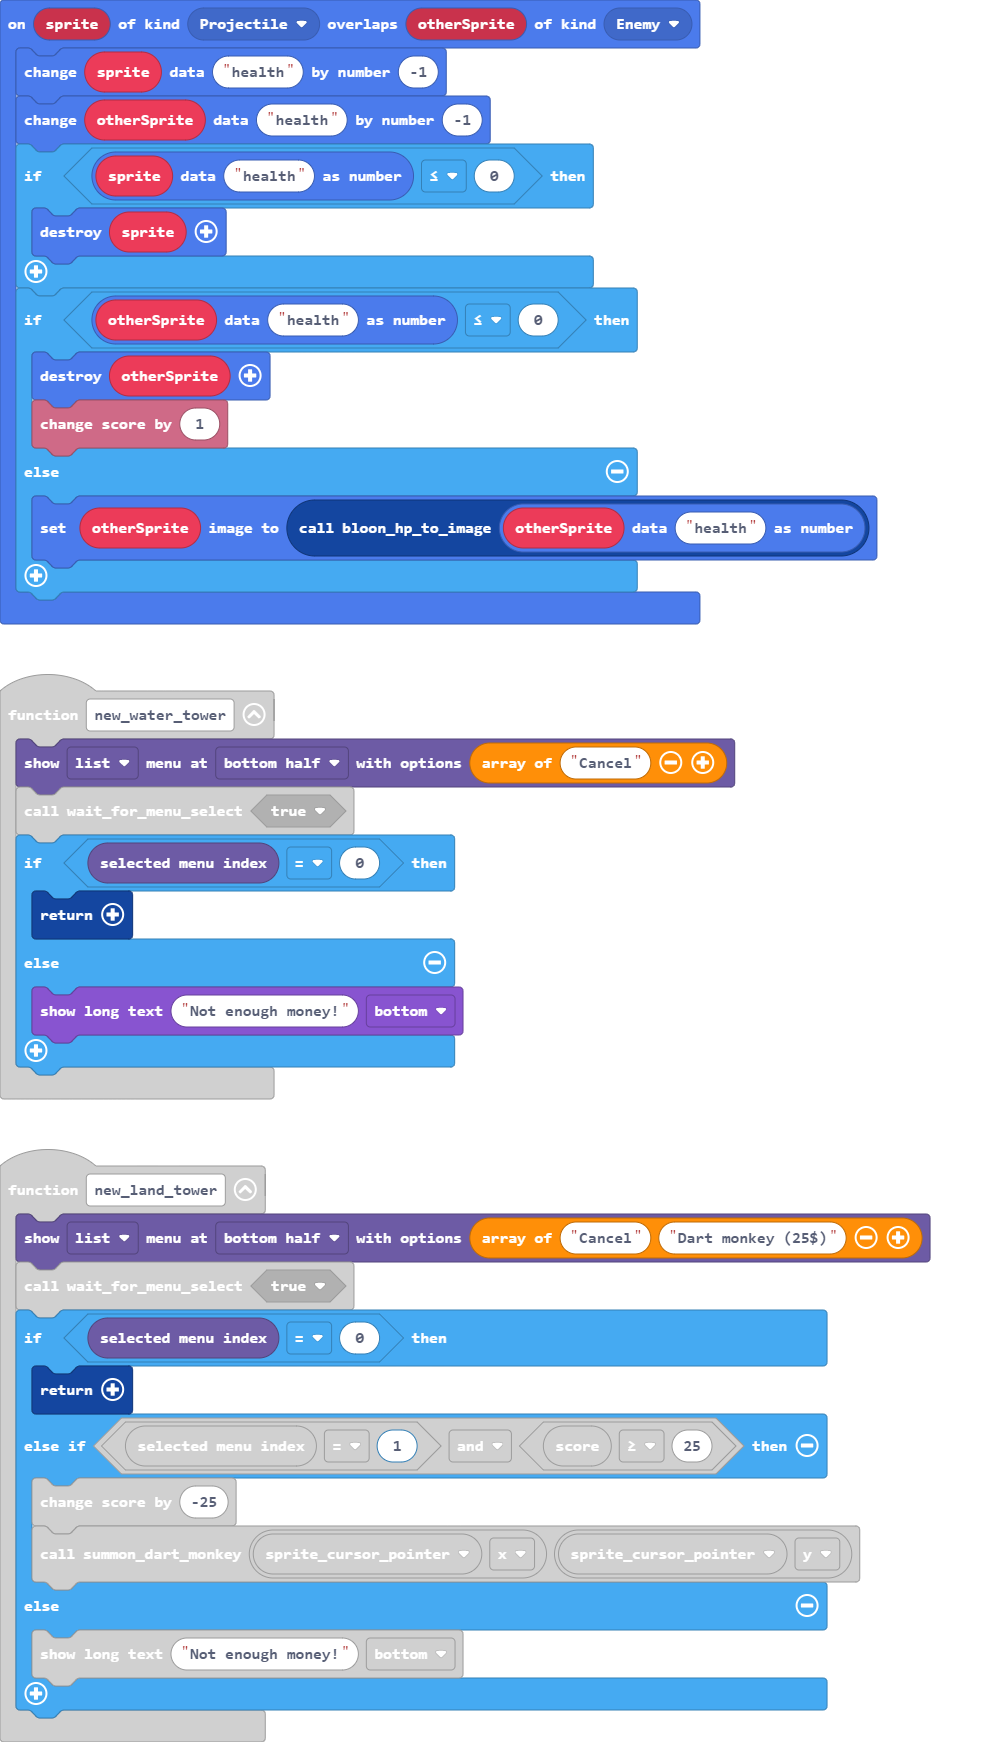 on sprite of kind Projectile overlaps otherSprite of kind Enemy
change sprite data "health" by number -1
change otherSprite data "health" by number -1
if sprite data "health" as number ≤ 0 then
destroy sprite
if otherSprite data "health" as number ≤ 0 then
destroy otherSprite
change score by 1
else
set otherSprite image to call bloon_hp_to_image otherSprite data "health" as number
function new_water_tower
show list menu at bottom half with options array of "Cancel"
call wait_for_menu_select true
if selected menu index = 0 then
return
else
show long text "Not enough money!" bottom
function new_land_tower
show list menu at bottom half with options array of "Cancel" "Dart monkey (25$)"
call wait_for_menu_select true
if selected menu index = 0 then
return
else if selected menu index = 1 and score ≥ 25 then
change score by -25
call summon_dart_monkey sprite_cursor_pointer x sprite_cursor_pointer y
else
show long text "Not enough money!" bottom